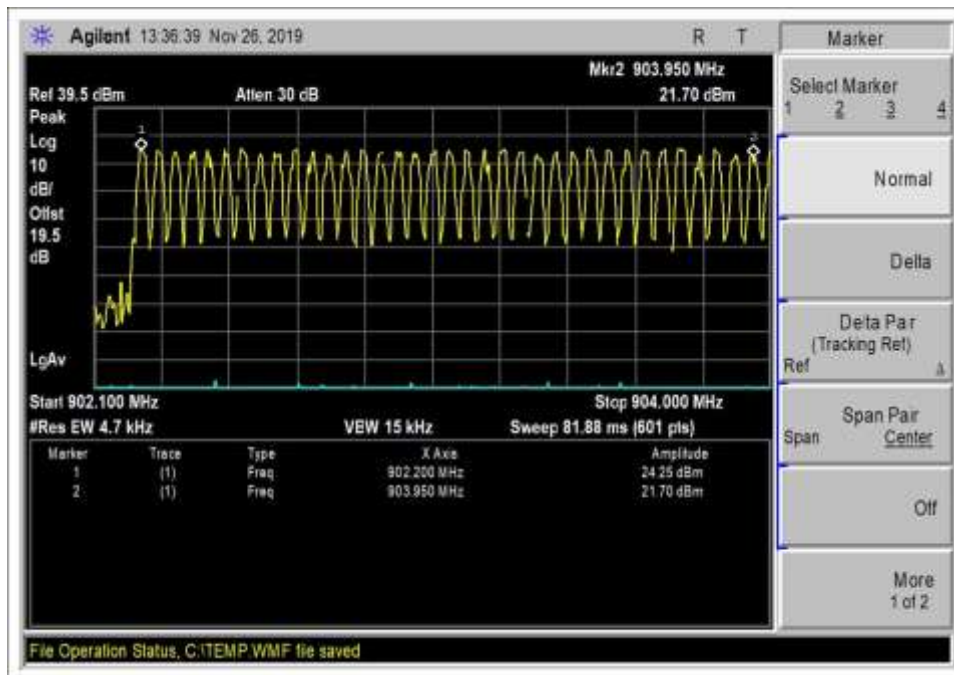 Agilent 13:36:39 Nov 26, 2019 R T
Marker
Mkr2 903.950 MHz
Ref 39.5 dBm Atten 30 dB 21.70 dBm
Peak
Log
10
dB/
Offst
19.5
dB
LgAv
1
2
Start 902.100 MHz Stop 904.000 MHz
#Res BW 4.7 kHz VBW 15 kHz Sweep 81.88 ms (601 pts)
Marker Trace Type X Axis Amplitude
1 (1) Freq 902.200 MHz 24.25 dBm
2 (1) Freq 903.950 MHz 21.70 dBm
Select Marker
1 2 3 4
Normal
Delta
Delta Pair
(Tracking Ref)
Ref Δ
Span Pair
Span Center
Off
More
1 of 2
File Operation Status, C:\TEMP.WMF file saved